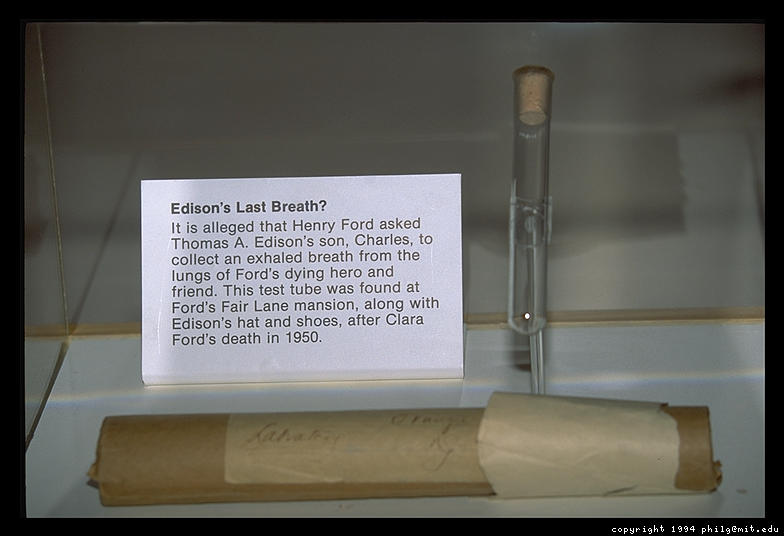 Edison's Last Breath?
It is alleged that Henry Ford asked
Thomas A. Edison's son, Charles, to
collect an exhaled breath from the
lungs of Ford's dying hero and
friend. This test tube was found at
Ford's Fair Lane mansion, along with
Edison's hat and shoes, after Clara
Ford's death in 1950.
copyright 1994 philg@mit.edu